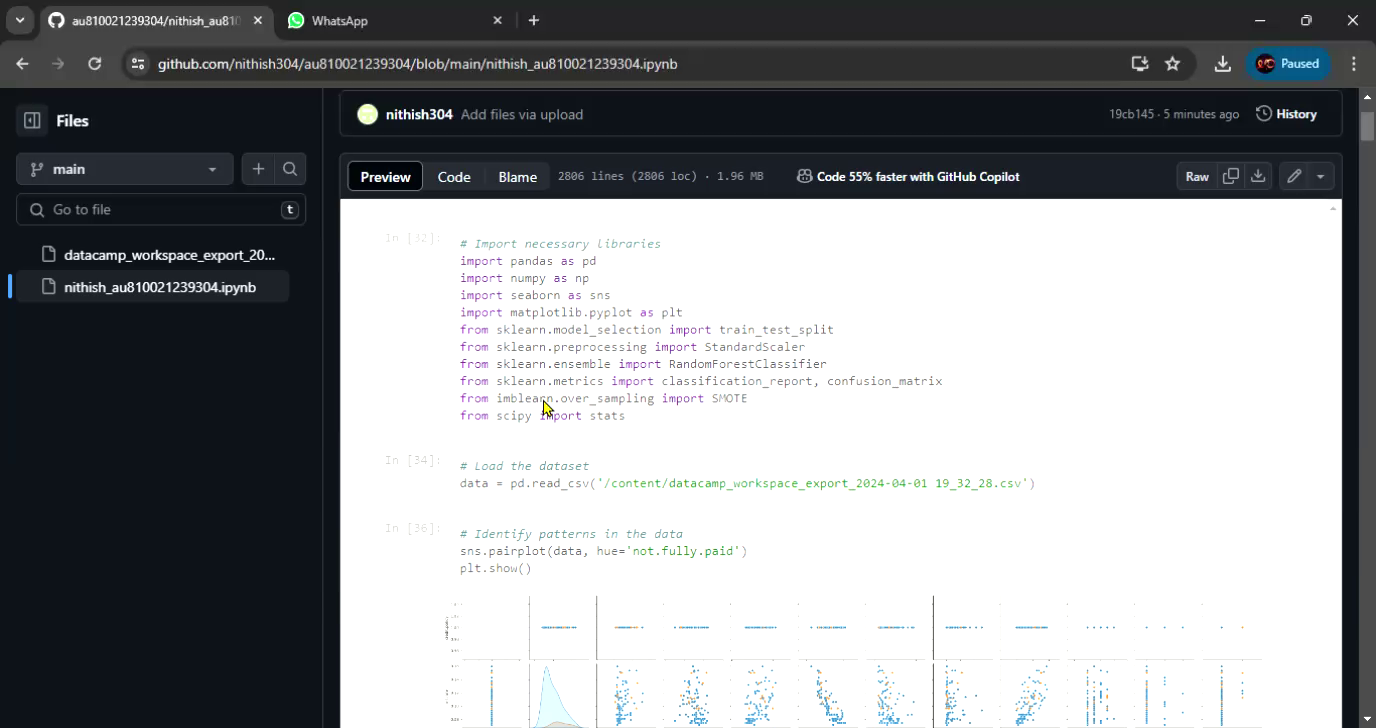 au810021239304/nithish_au810
WhatsApp
github.com/nithish304/au810021239304/blob/main/nithish_au810021239304.ipynb
Paused
Files
nithish304 Add files via upload
19cb145 · 5 minutes ago
History
main
Preview
Code
Blame
2806 lines (2806 loc) · 1.96 MB
Code 55% faster with GitHub Copilot
Raw
Go to file
t
datacamp_workspace_export_20...
nithish_au810021239304.ipynb
In [32]:
# Import necessary libraries
import pandas as pd
import numpy as np
import seaborn as sns
import matplotlib.pyplot as plt
from sklearn.model_selection import train_test_split
from sklearn.preprocessing import StandardScaler
from sklearn.ensemble import RandomForestClassifier
from sklearn.metrics import classification_report, confusion_matrix
from imblearn.over_sampling import SMOTE
from scipy import stats
In [34]:
# Load the dataset
data = pd.read_csv('/content/datacamp_workspace_export_2024-04-01 19_32_28.csv')
In [36]:
# Identify patterns in the data
sns.pairplot(data, hue='not.fully.paid')
plt.show()